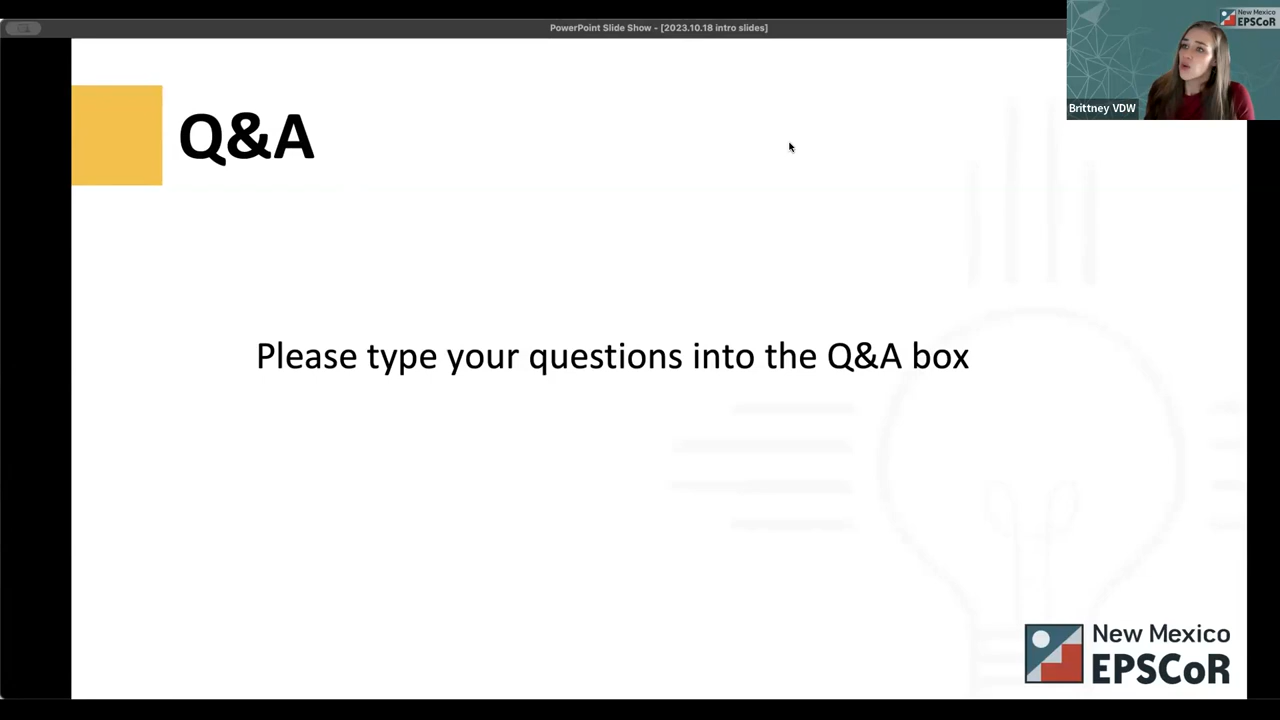 PowerPoint Slide Show - [2023.10.18 intro slides]
New Mexico
EPSCoR
Brittney VDW
Q&A
Please type your questions into the Q&A box
New Mexico
EPSCoR